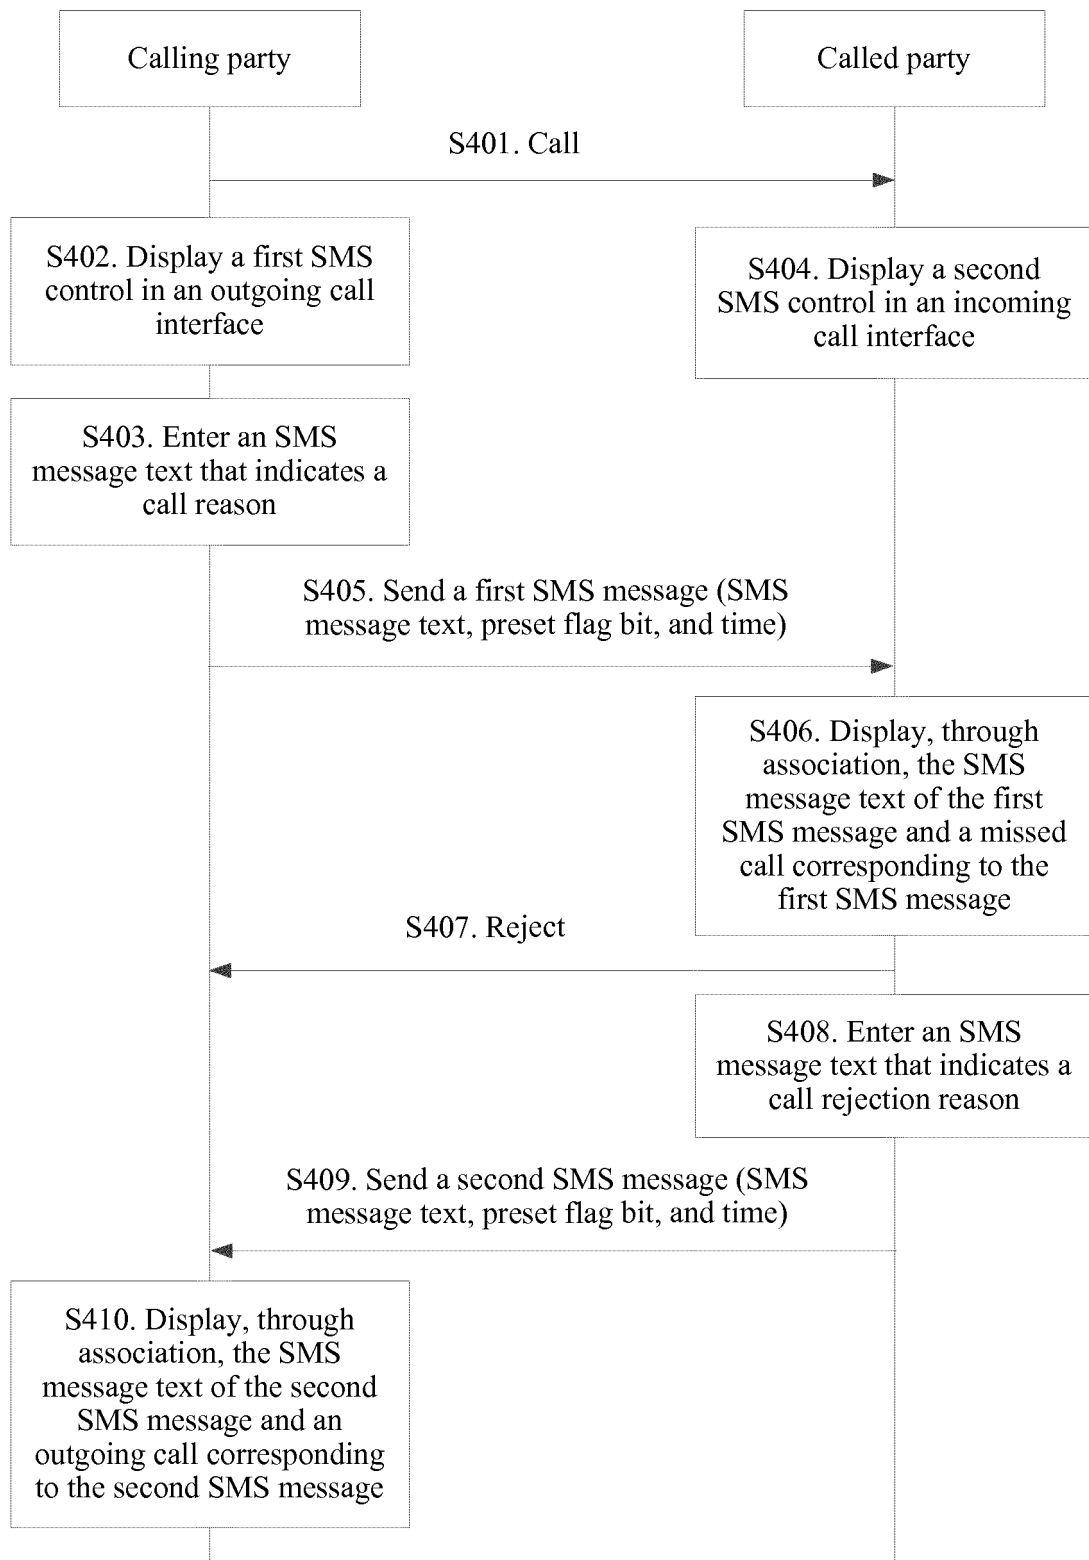 Calling party
Called party
S401. Call
S402. Display a first SMS
control in an outgoing call
interface
S404. Display a second
SMS control in an incoming
call interface
S403. Enter an SMS
message text that indicates a
call reason
S405. Send a first SMS message (SMS
message text, preset flag bit, and time)
S406. Display, through
association, the SMS
message text of the first
SMS message and a missed
call corresponding to the
first SMS message
S407. Reject
S408. Enter an SMS
message text that indicates a
call rejection reason
S409. Send a second SMS message (SMS
message text, preset flag bit, and time)
S410. Display, through
association, the SMS
message text of the second
SMS message and an
outgoing call corresponding
to the second SMS message